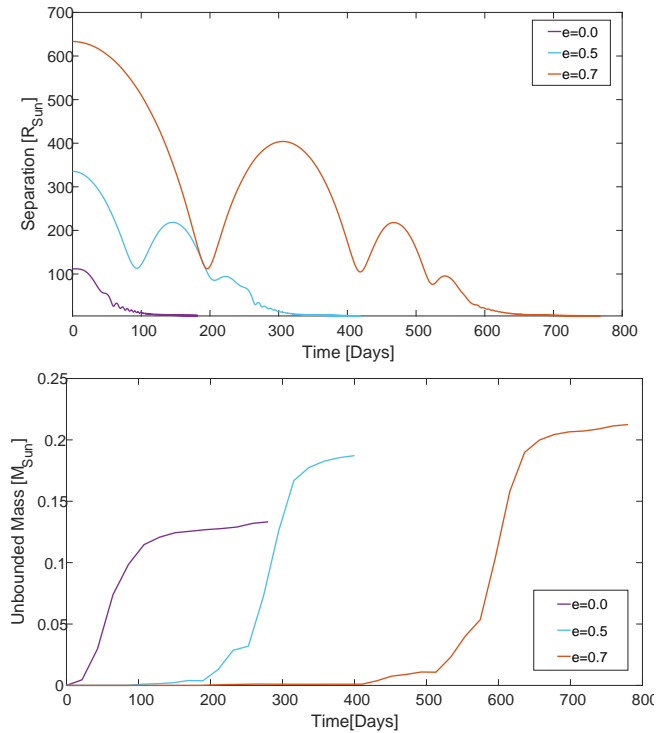 700
600
500
400
300
200
100
Separation [R_Sun]
e=0.0
e=0.5
e=0.7
0 100 200 300 400 500 600 700 800
Time [Days]
0.25
0.2
0.15
0.1
0.05
0
Unbounded Mass [M_Sun]
e=0.0
e=0.5
e=0.7
0 100 200 300 400 500 600 700 800
Time[Days]